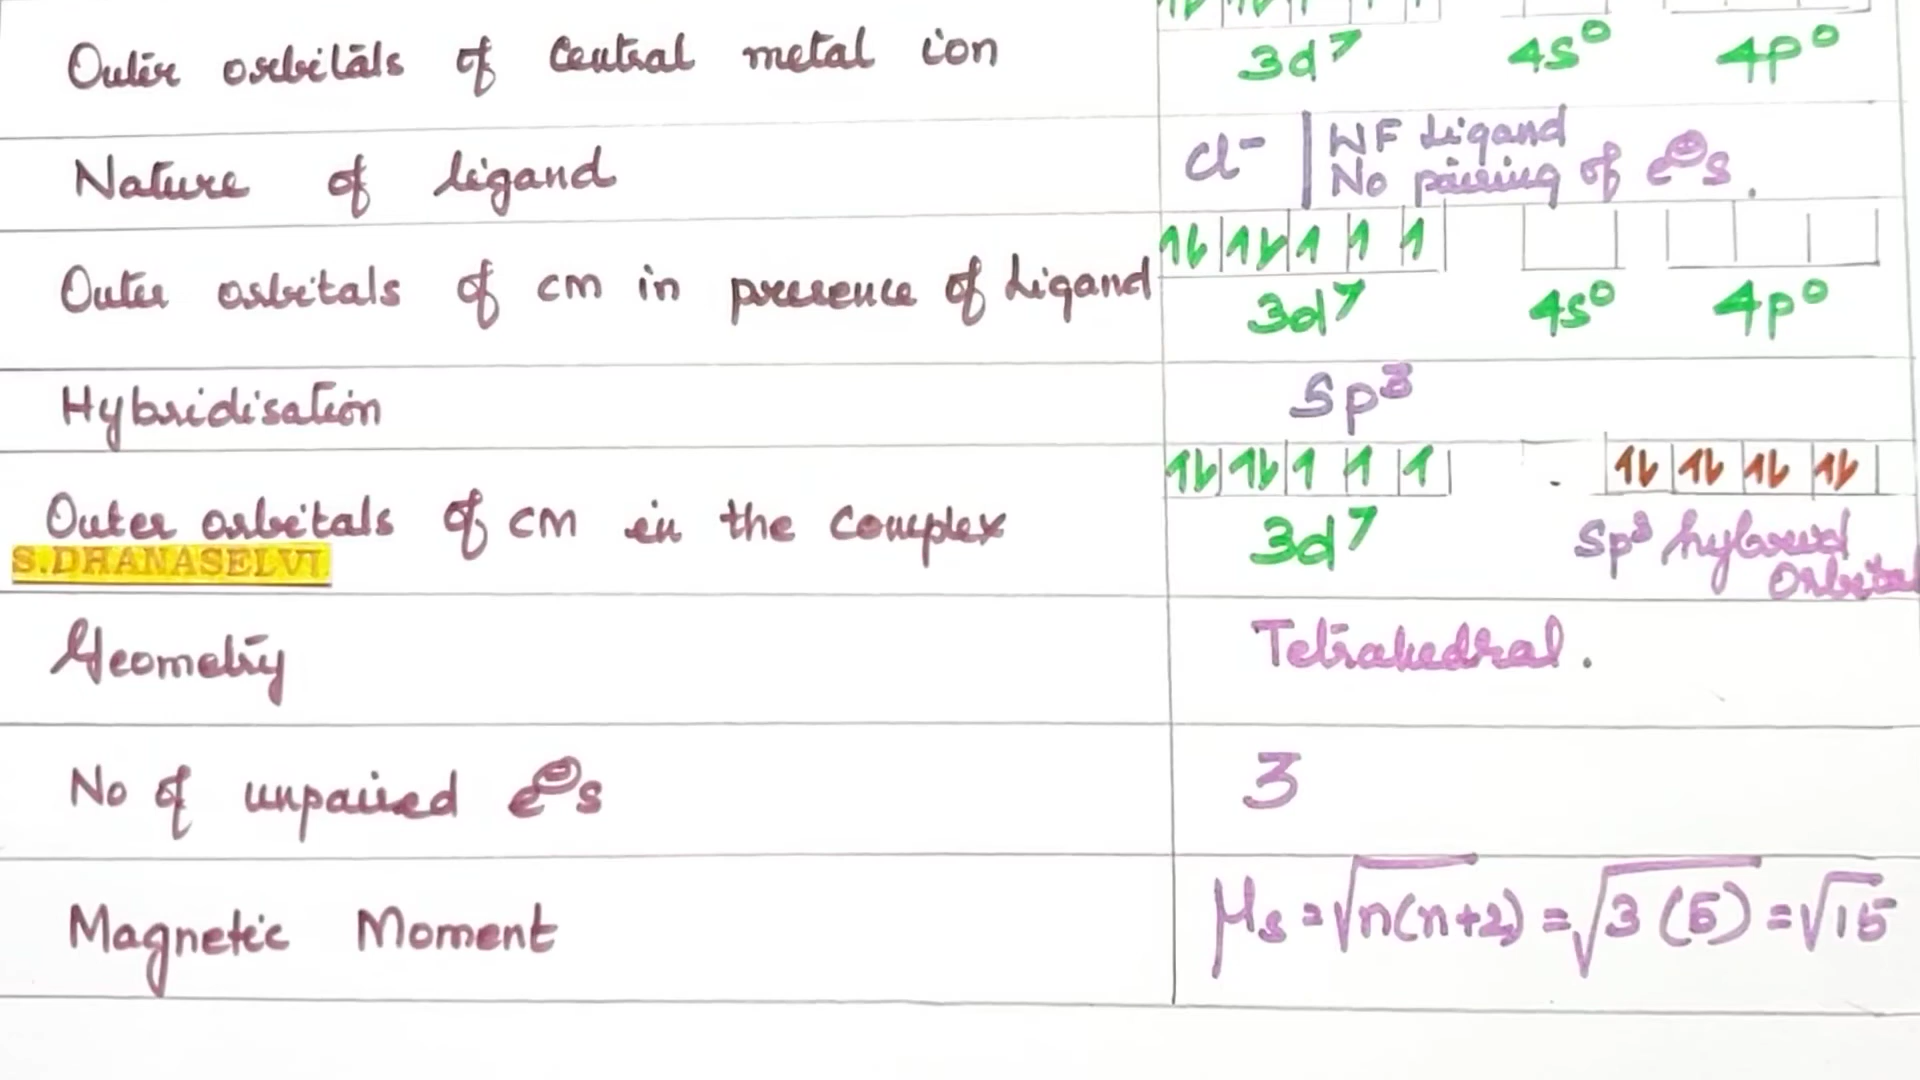 Outer orbitals of Central metal ion
3d⁷ 4s⁰ 4p⁰
Nature of ligand
Cl⁻ | WF Ligand
No pairing of e⊖s.
Outer orbitals of cm in presence of Ligand
3d⁷ 4s⁰ 4p⁰
Hybridisation
Sp³
Outer orbitals of cm in the Complex
3d⁷ Sp³ hybrid
Orbital
S.DHANASELVI
Geometry
Tetrahedral.
No of unpaired e⊖s
3
Magnetic Moment
μs = √n(n+2) = √3(5) = √15